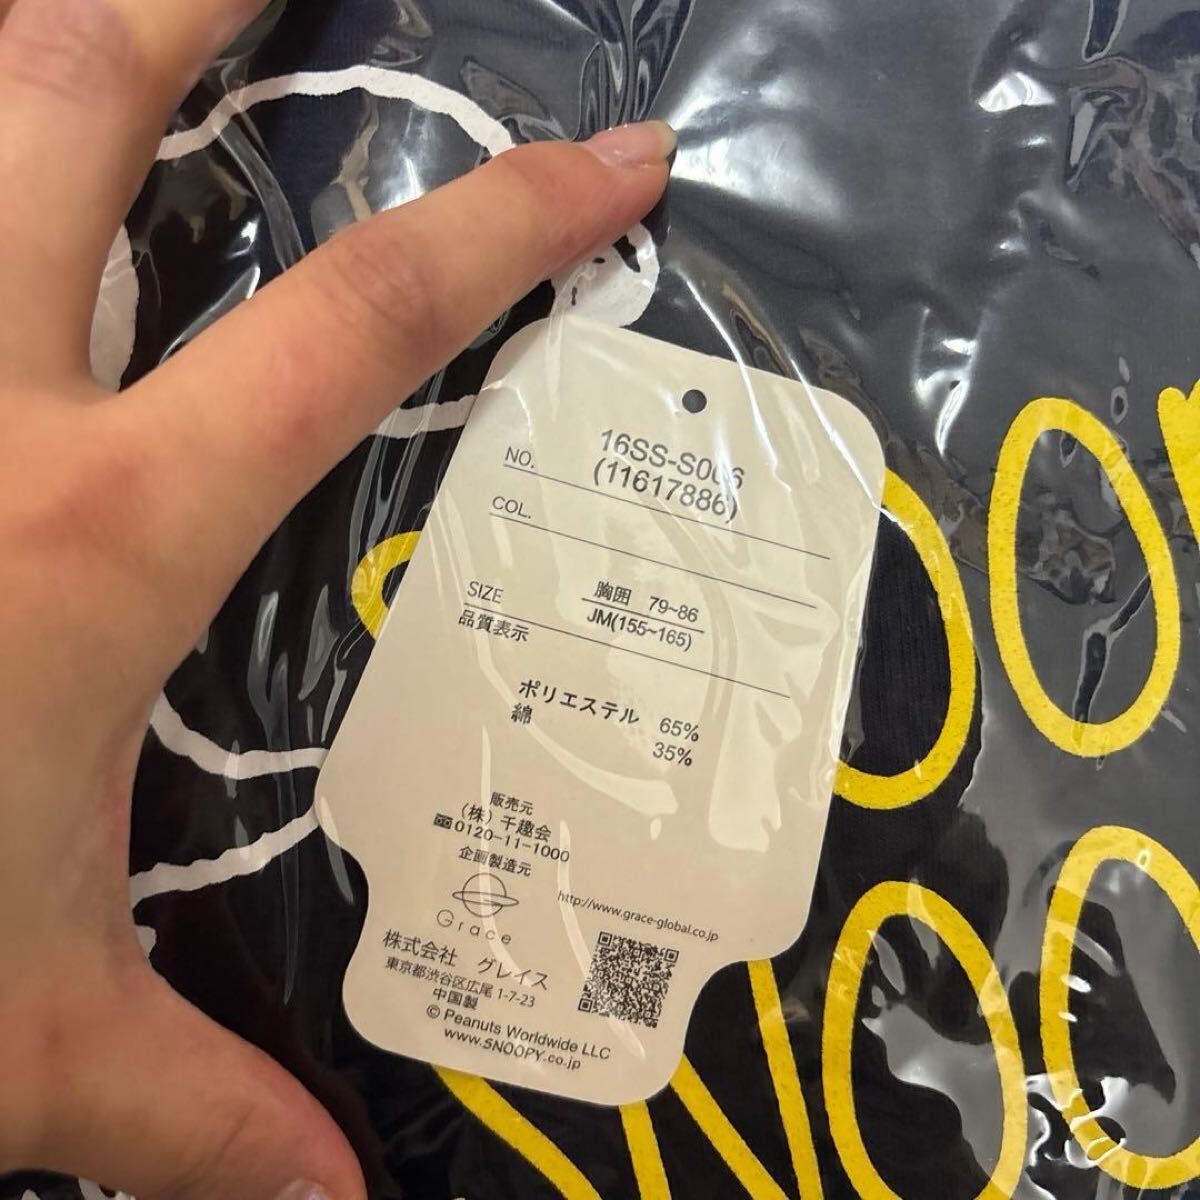 16SS-S006
NO. (11617886)
COL.
SIZE 胸囲 79~86
JM(155~165)
品質表示
ポリエステル 65%
綿 35%
販売元
(株) 千趣会
0120-11-1000
企画製造元
Grace
http://www.grace-global.co.jp
株式会社 グレイス
東京都渋谷区広尾 1-7-23
中国製
© Peanuts Worldwide LLC
www.SNOOPY.co.jp